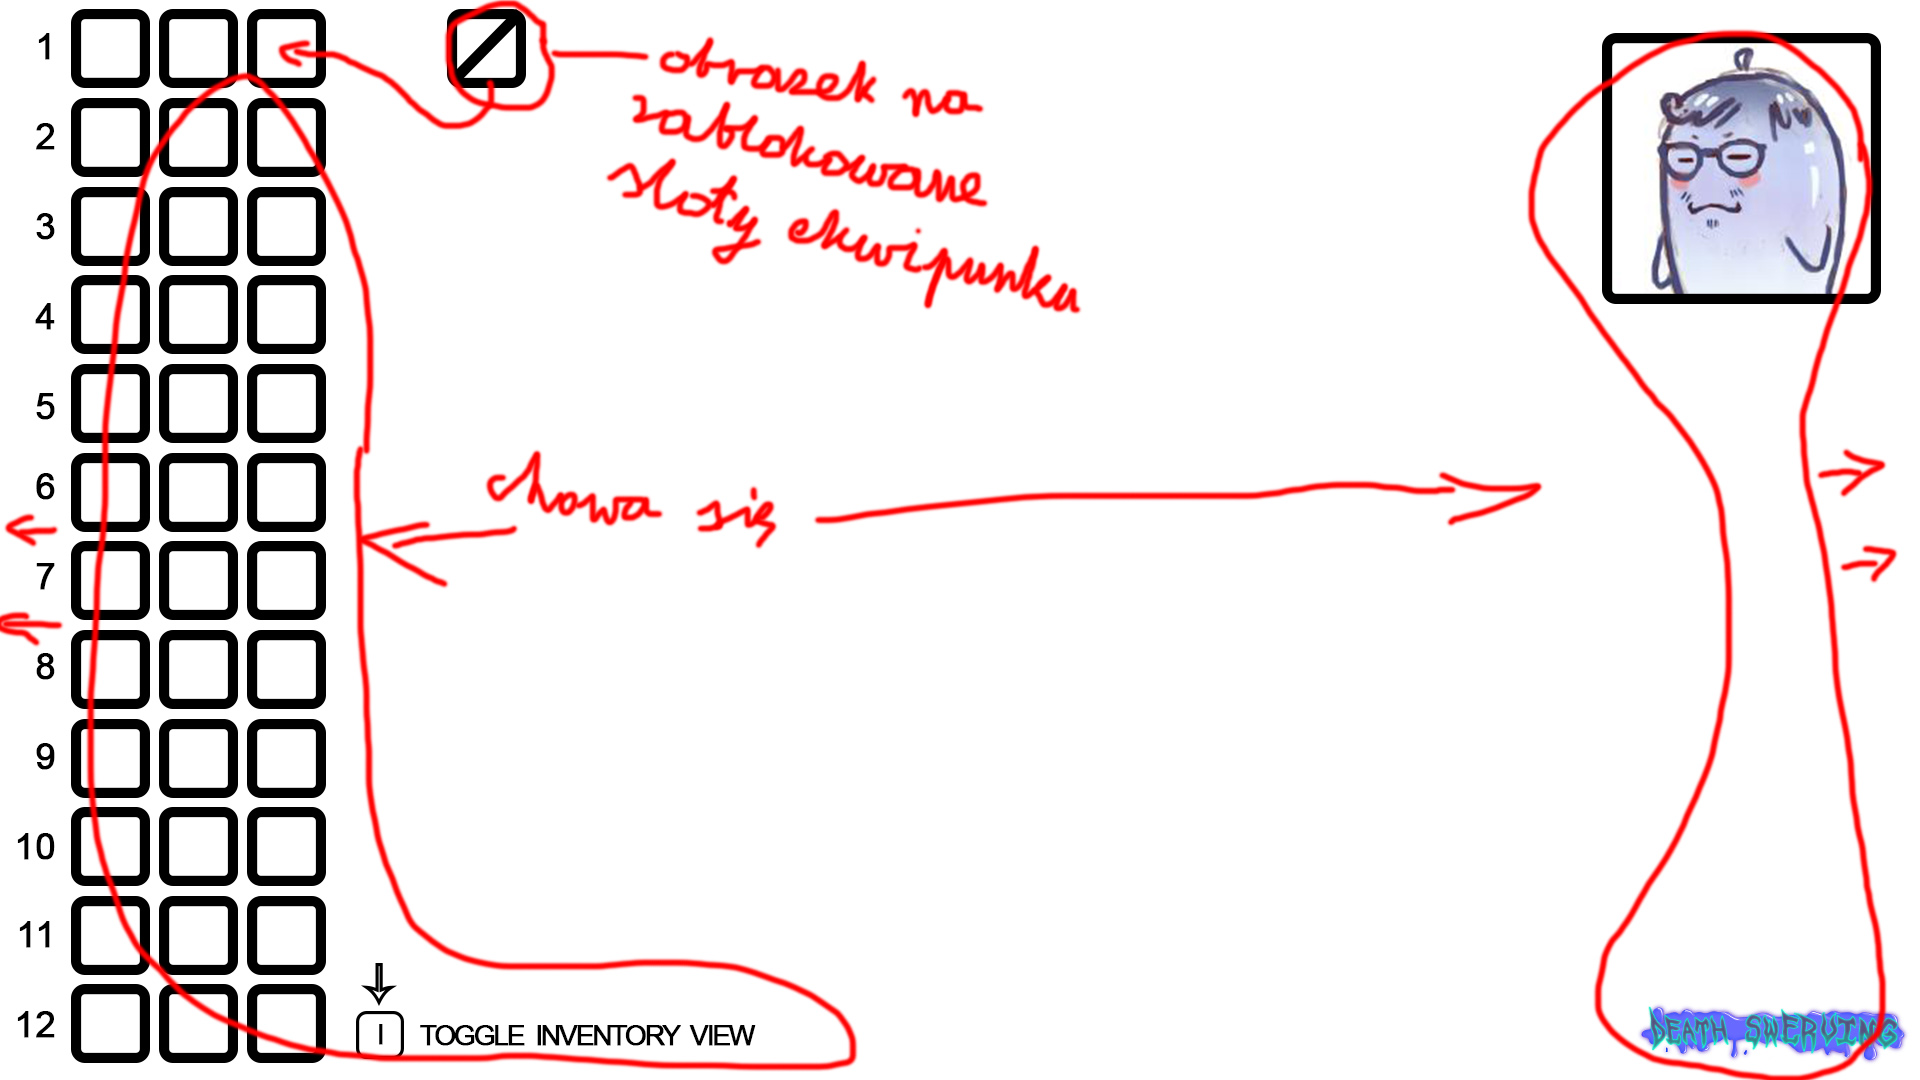 1
2
3
4
5
6
7
8
9
10
11
12
obrazek na
zablokowane
sloty ekwipunku
chowa się
I TOGGLE INVENTORY VIEW
DEATH SWERVING